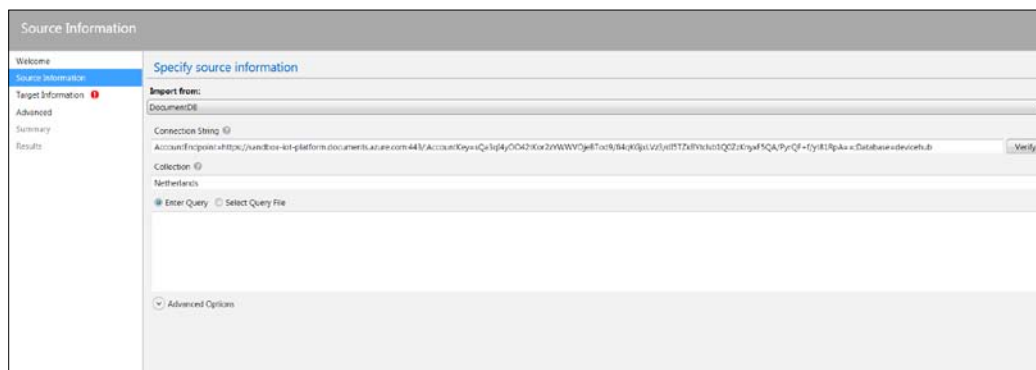 Source Information
Welcome
Source Information
Target Information
Advanced
Summary
Results
Specify source information
Import from:
DocumentDB
Connection String
AccountEndpoint=https://sandbox-iot-platform.documents.azure.com:443/;AccountKey= Database=devicehub
Verify
Collection
Netherlands
Enter Query Select Query File
Advanced Options